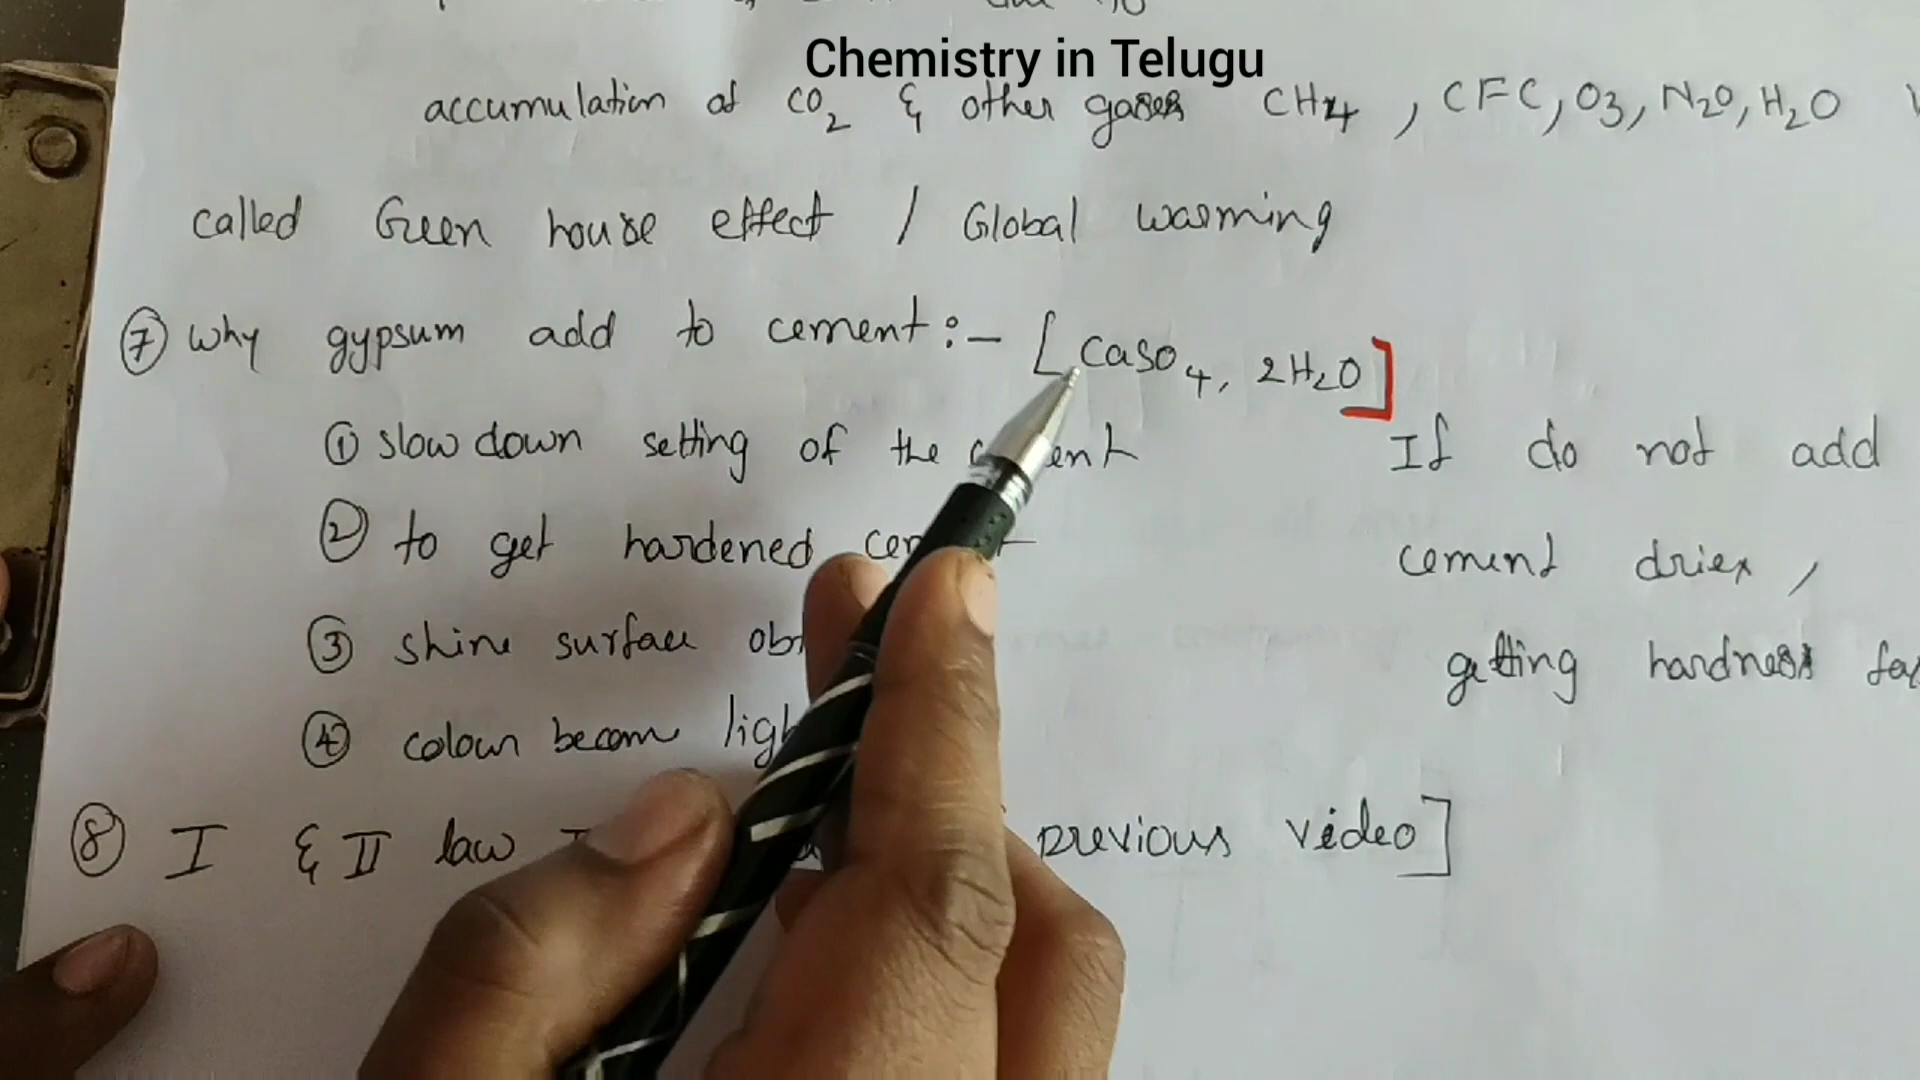 Chemistry in Telugu
accumulation of CO2 & other gases CH4 , CFC, O3, N2O, H2O
called Green house effect / Global warming
7 why gypsum add to cement :- [CaSO4, 2H2O]
1 slow down setting of the
If do not add
2 to get hardened
cement dries ,
3 shine surface
getting hardness
4 colour become
8 I & II law
previous video]